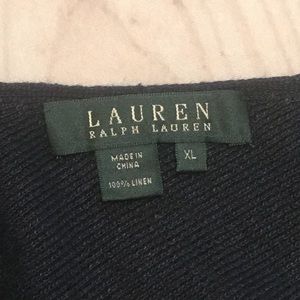 LAUREN
RALPH LAUREN
MADE IN
CHINA
XL
100% LINEN